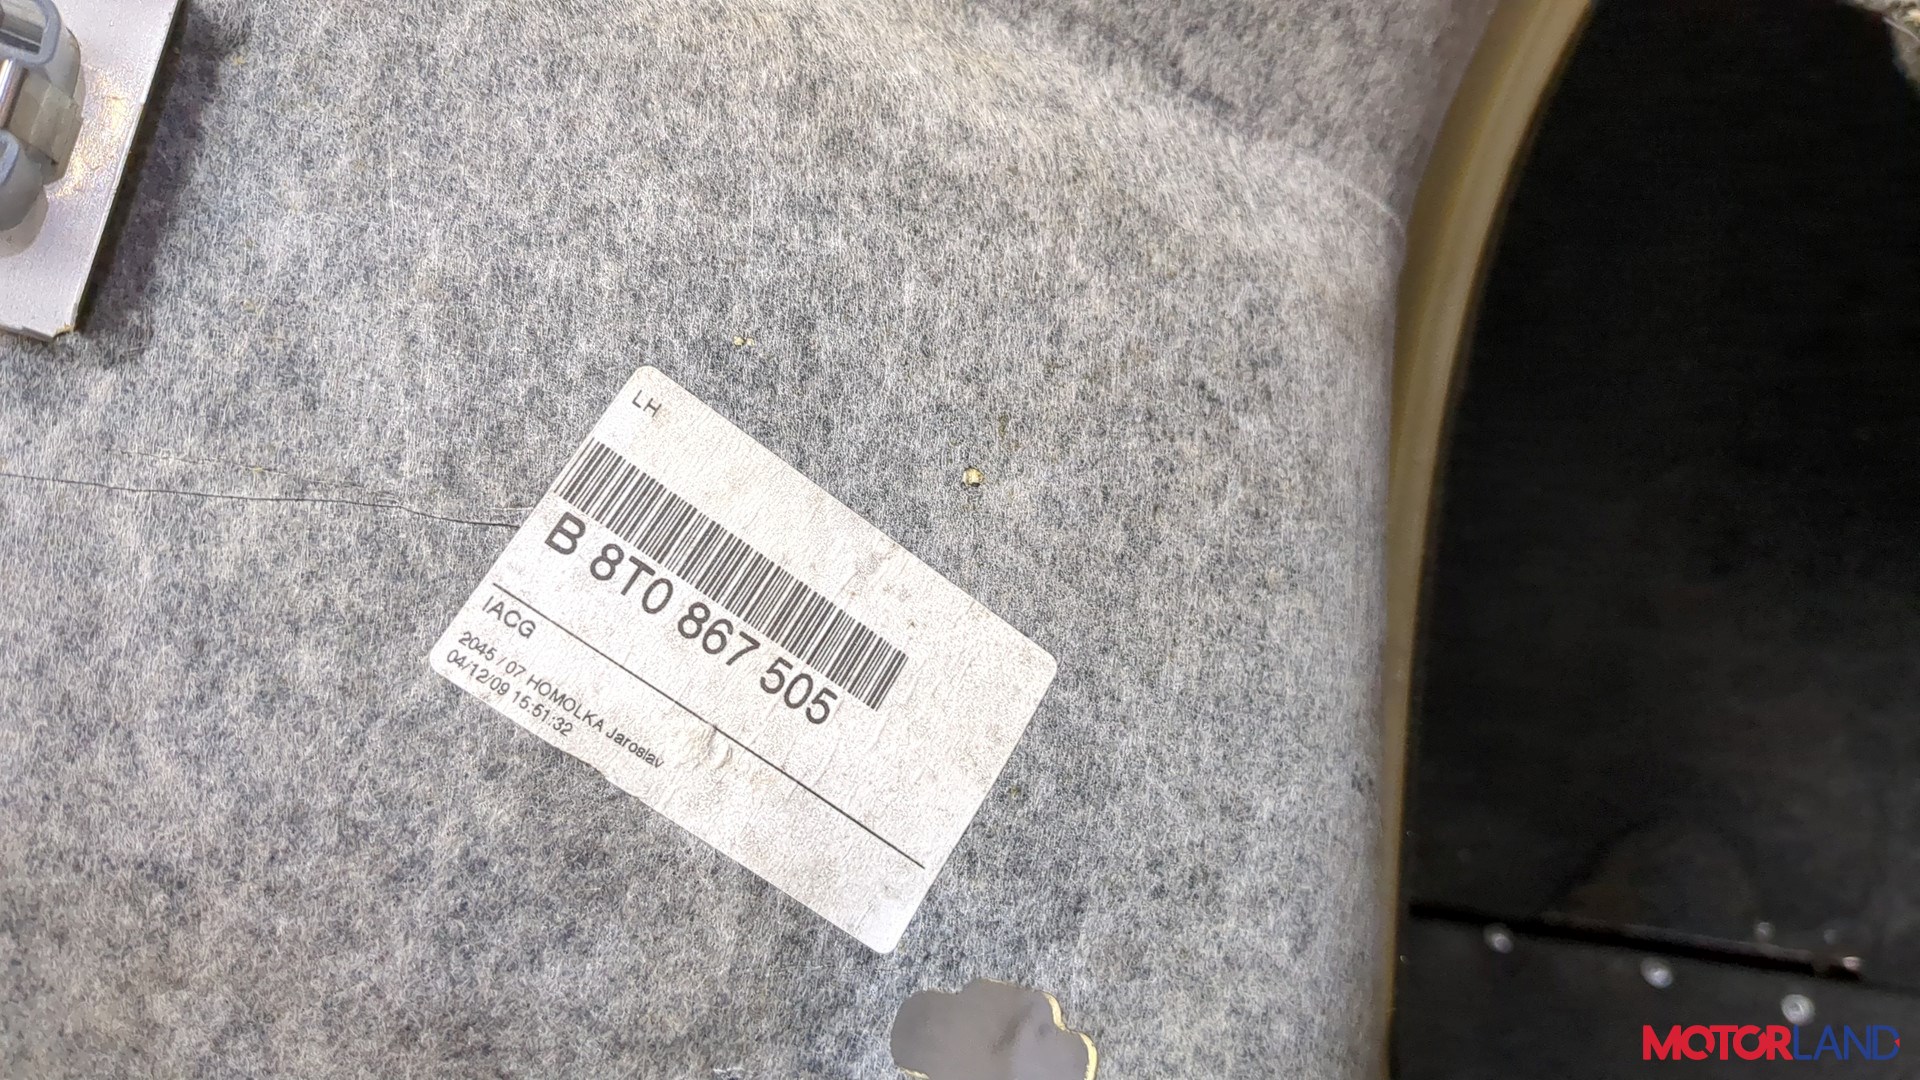 LH
B 8T0 867 505
IACG
2045 / 07 HOMOLKA Jaroslav
04/12/09 15:51:32
MOTORLAND